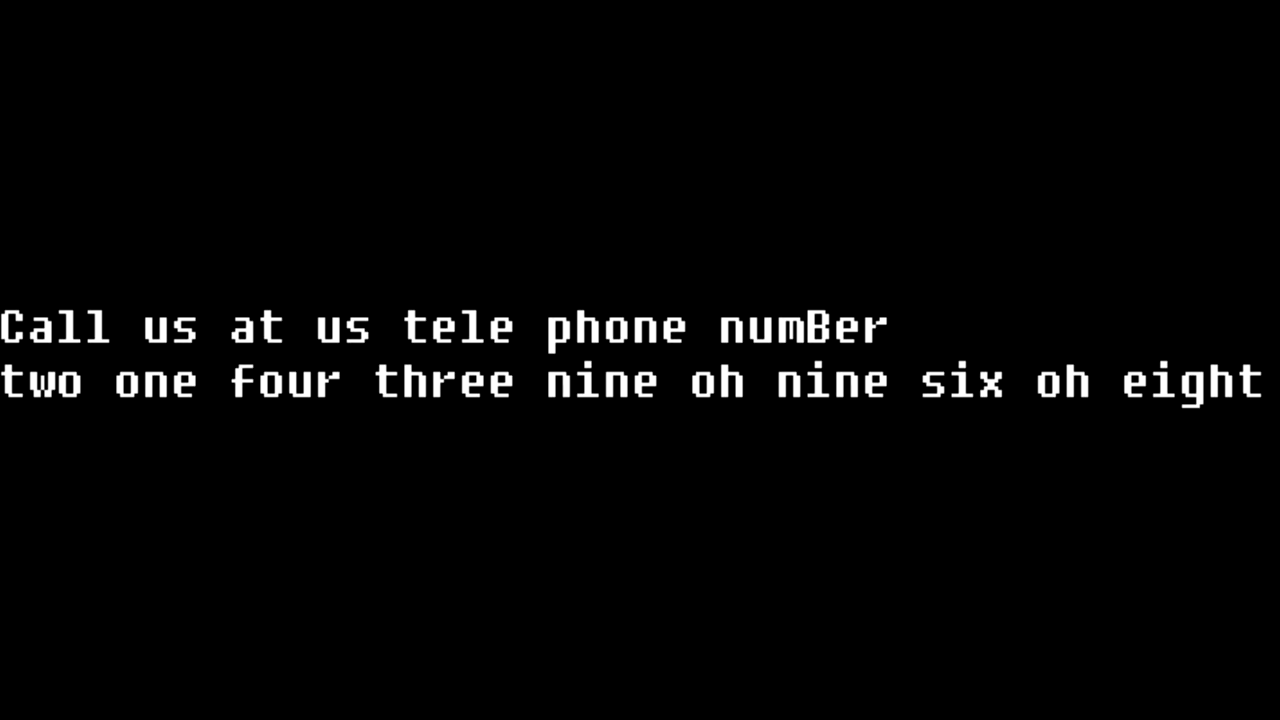 Call us at us tele phone numBer
two one four three nine oh nine six oh eight